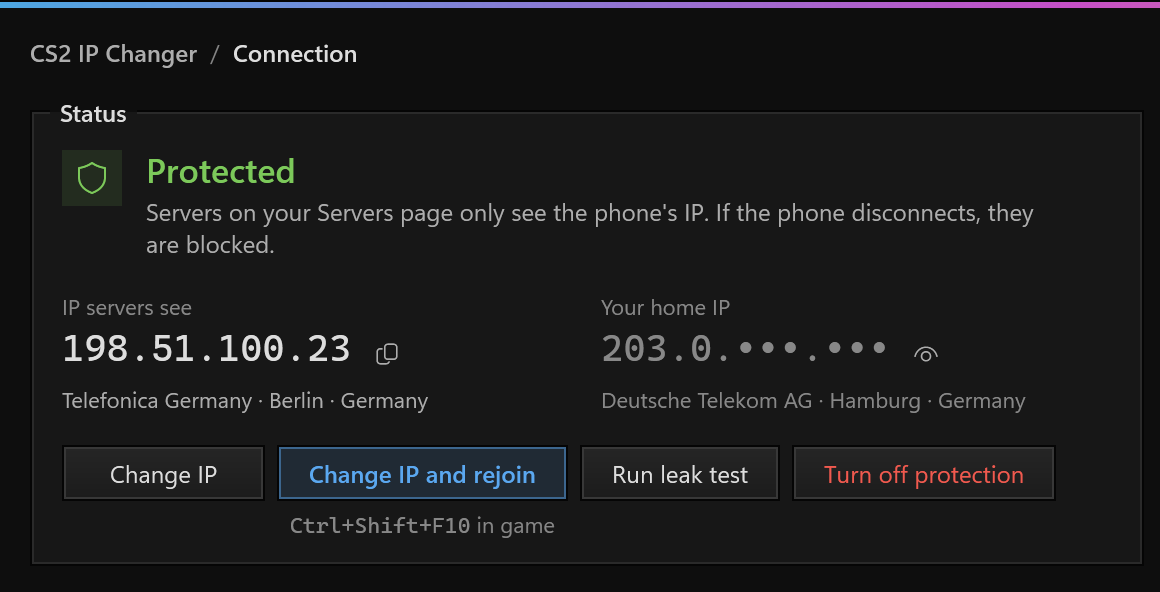 CS2 IP Changer / Connection
Status
Protected
Servers on your Servers page only see the phone's IP. If the phone disconnects, they
are blocked.
IP servers see
198.51.100.23
Telefonica Germany · Berlin · Germany
Your home IP
203.0.•••.•••
Deutsche Telekom AG · Hamburg · Germany
Change IP
Change IP and rejoin
Run leak test
Turn off protection
Ctrl+Shift+F10 in game